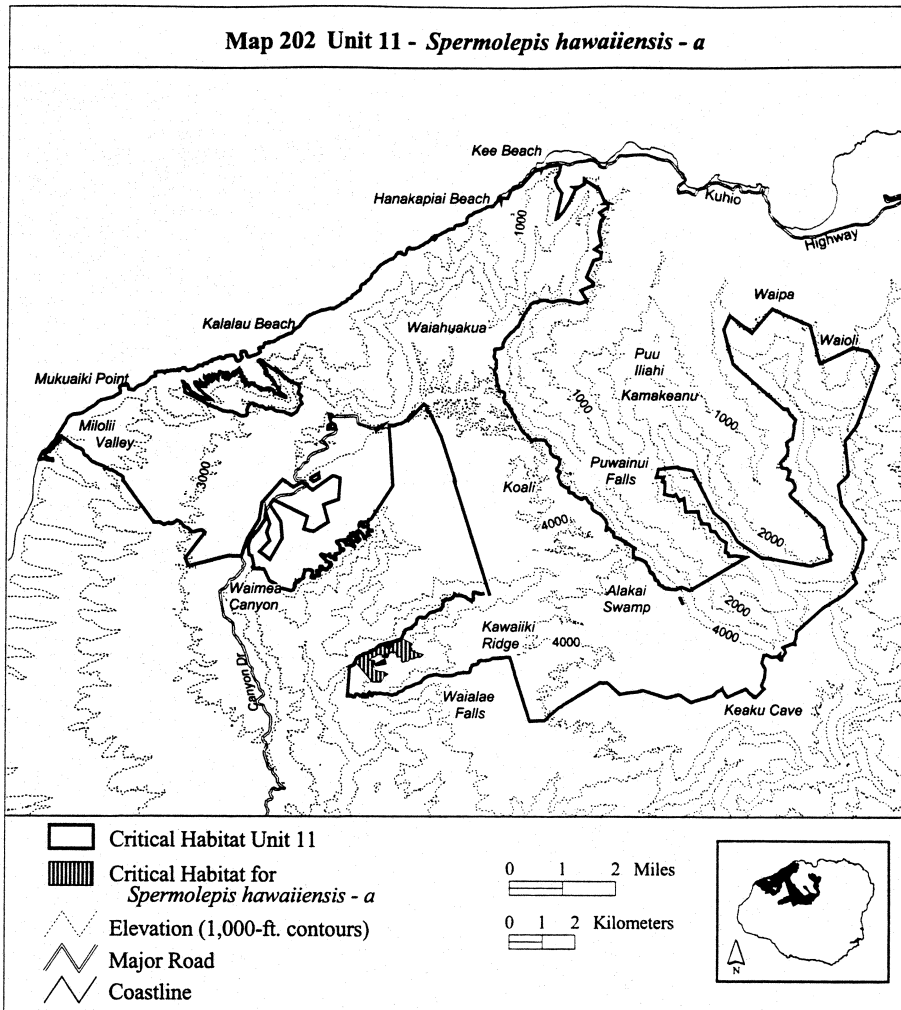 Map 202 Unit 11 - Spermolepis hawaiiensis - a
Kee Beach
Hanakapiai Beach
Kuhio
Highway
1000
Waipa
Kalalau Beach
Waiahuakua
Waioli
Puu
Iliahi
Mukuaiki Point
Kamakeanu
1000
1000
Milolii
Valley
3000
Puwainui
Falls
Koali
4000
2000
Waimea
Canyon
Alakai
Swamp
2000
Kawaiiki
Ridge
4000
4000
Canyon Dr
Waialae
Falls
Keaku Cave
Critical Habitat Unit 11
Critical Habitat for
Spermolepis hawaiiensis - a
Elevation (1,000-ft. contours)
Major Road
Coastline
0 1 2 Miles
0 1 2 Kilometers
N